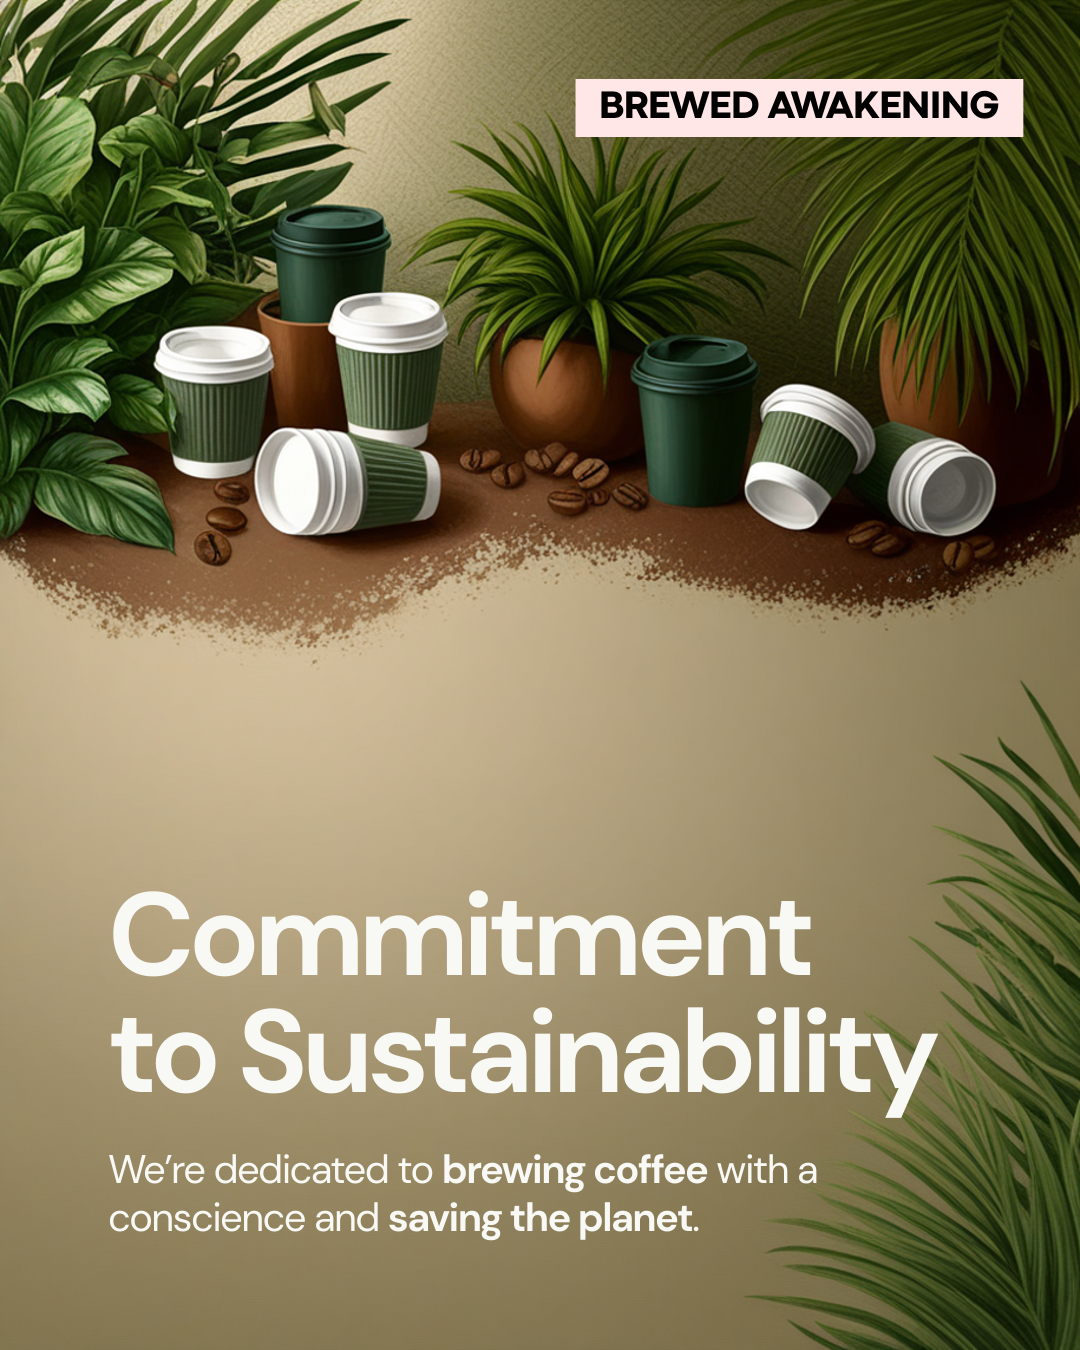 BREWED AWAKENING
Commitment
to Sustainability
We’re dedicated to brewing coffee with a
conscience and saving the planet.